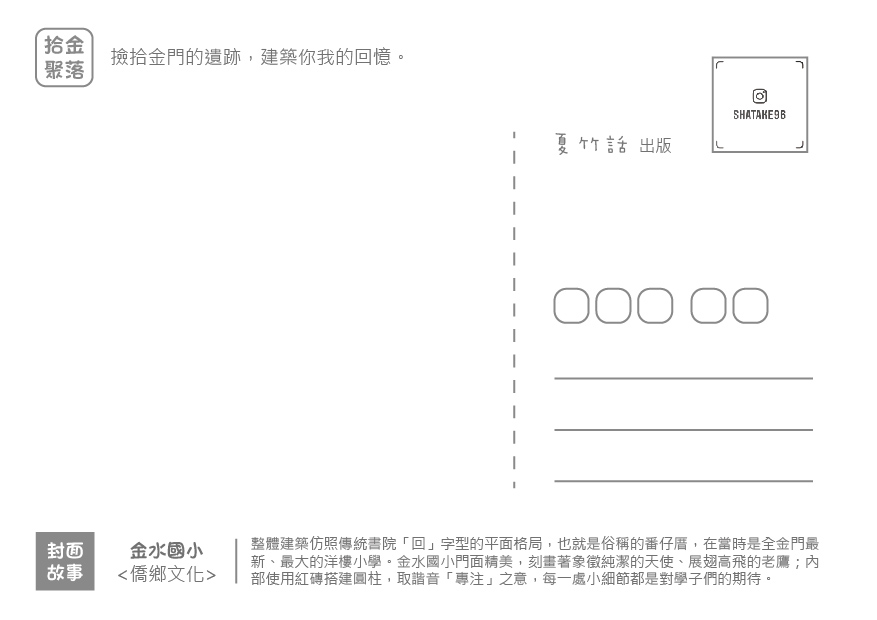 拾金
聚落
撿拾金門的遺跡，建築你我的回憶。
SHATAKE96
夏竹話 出版
封面
故事
金水國小
<僑鄉文化>
整體建築仿照傳統書院「回」字型的平面格局，也就是俗稱的番仔厝，在當時是全金門最
新、最大的洋樓小學。金水國小門面精美，刻畫著象徵純潔的天使、展翅高飛的老鷹；內
部使用紅磚搭建圓柱，取諧音「專注」之意，每一處小細節都是對學子們的期待。